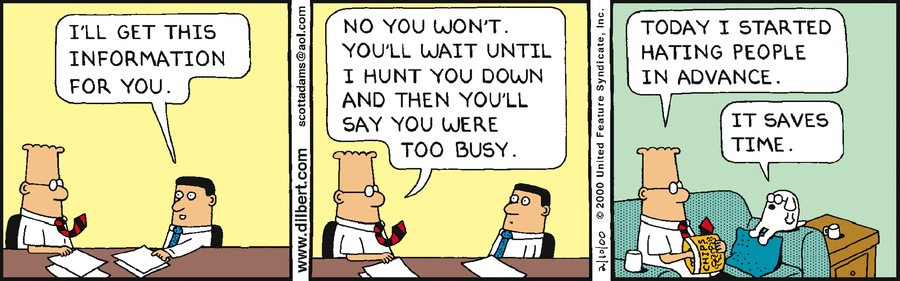 I'LL GET THIS
INFORMATION
FOR YOU.
scottadams@aol.com
www.dilbert.com
NO YOU WON'T.
YOU'LL WAIT UNTIL
I HUNT YOU DOWN
AND THEN YOU'LL
SAY YOU WERE
TOO BUSY.
2/10/00 © 2000 United Feature Syndicate, Inc.
TODAY I STARTED
HATING PEOPLE
IN ADVANCE.
IT SAVES
TIME.
CHIPS